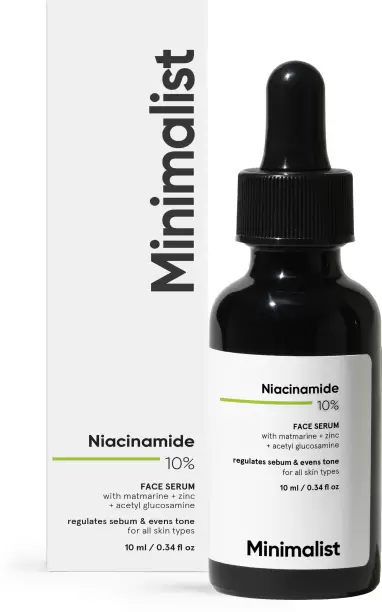 Minimalist
Niacinamide
10%
FACE SERUM
with matmarine + zinc
+ acetyl glucosamine
regulates sebum & evens tone
for all skin types
10 ml / 0.34 fl oz
Niacinamide
10%
FACE SERUM
with matmarine + zinc
+ acetyl glucosamine
regulates sebum & evens tone
for all skin types
10 ml / 0.34 fl oz
Minimalist